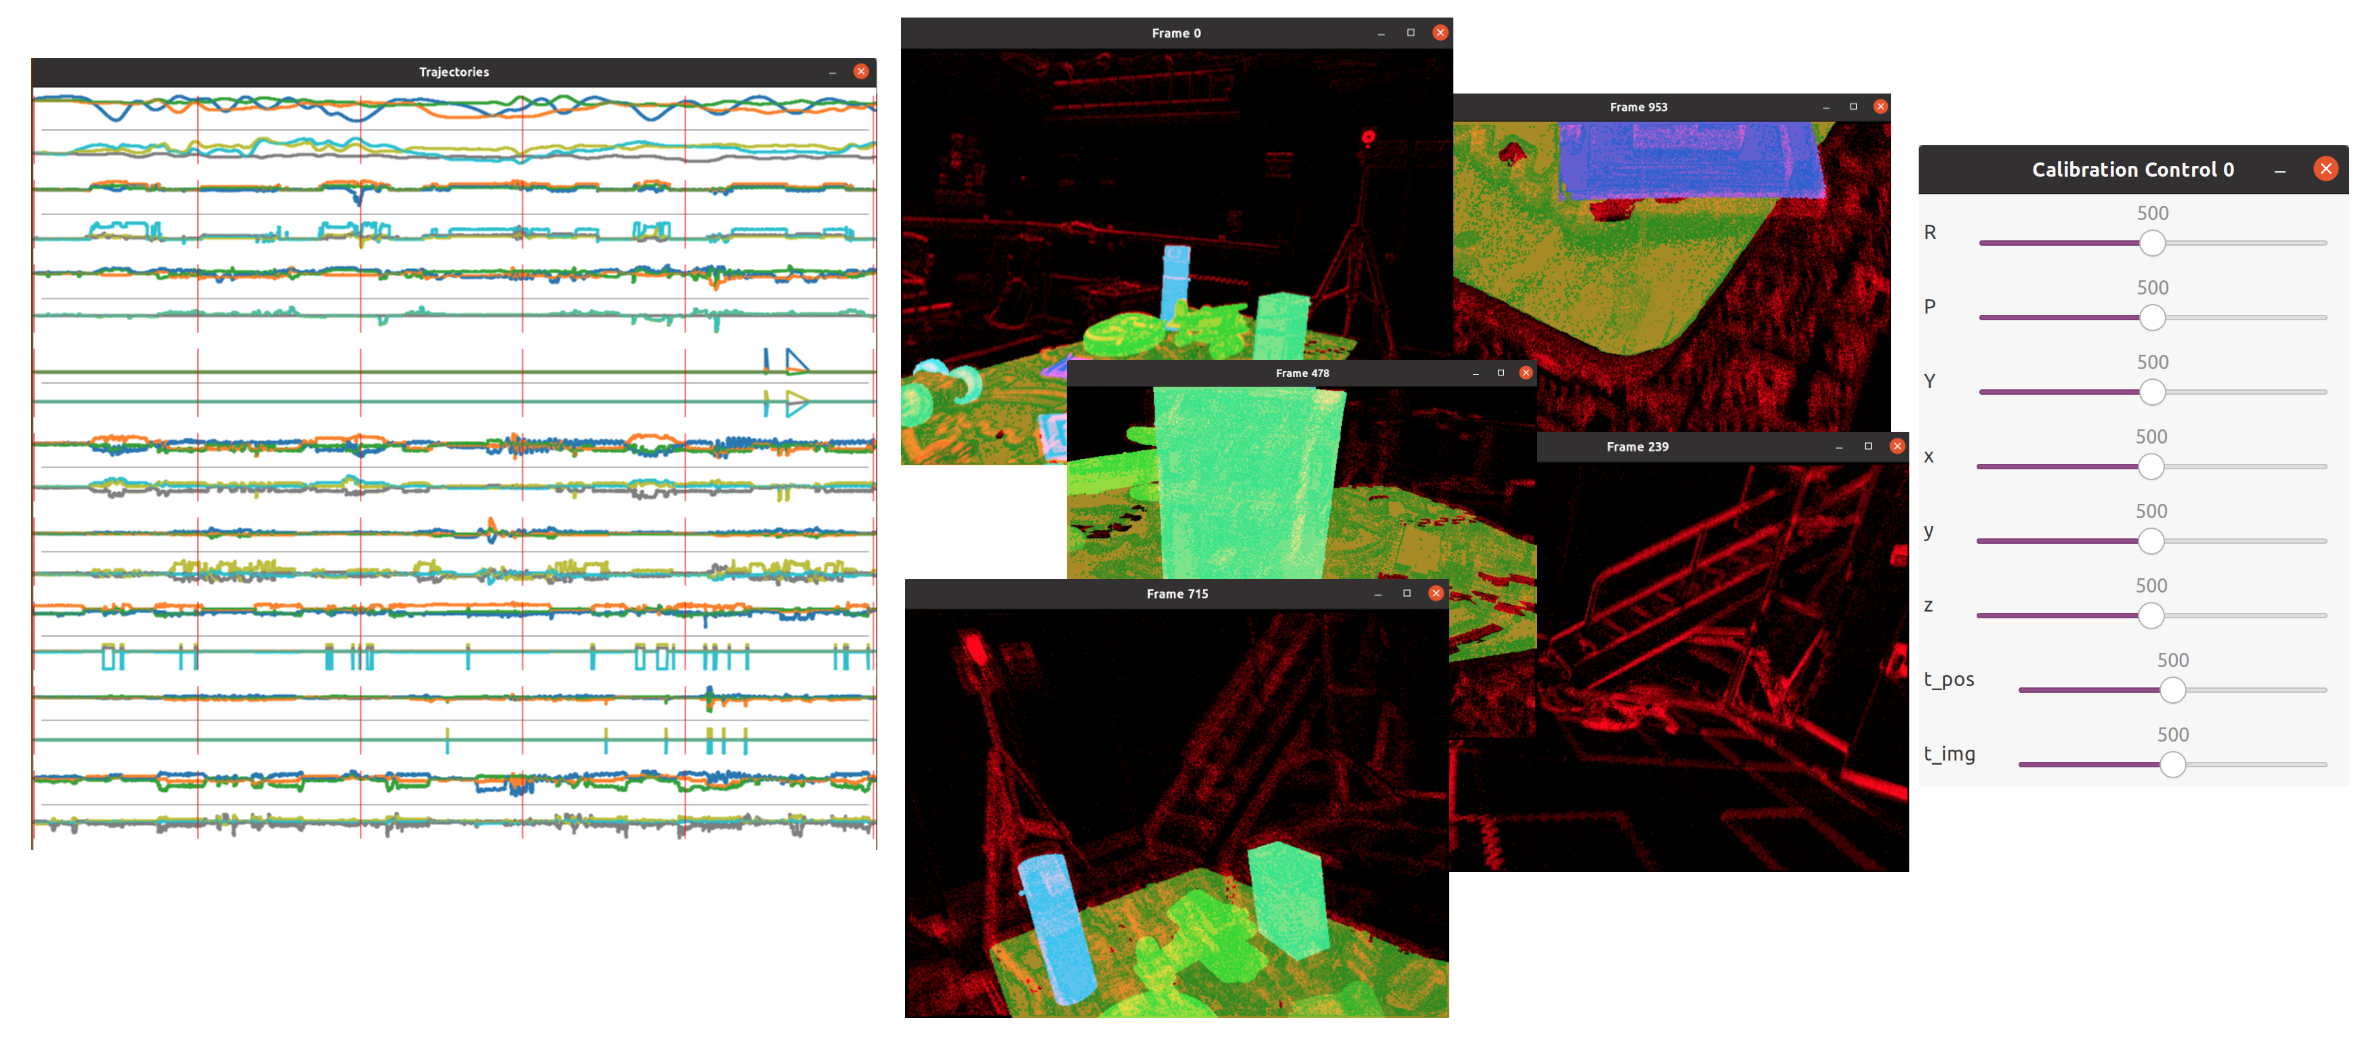 Trajectories
Frame 0
Frame 953
Frame 478
Frame 239
Frame 715
Calibration Control 0
500
R
500
P
500
Y
500
x
500
y
500
z
500
t_pos
500
t_img